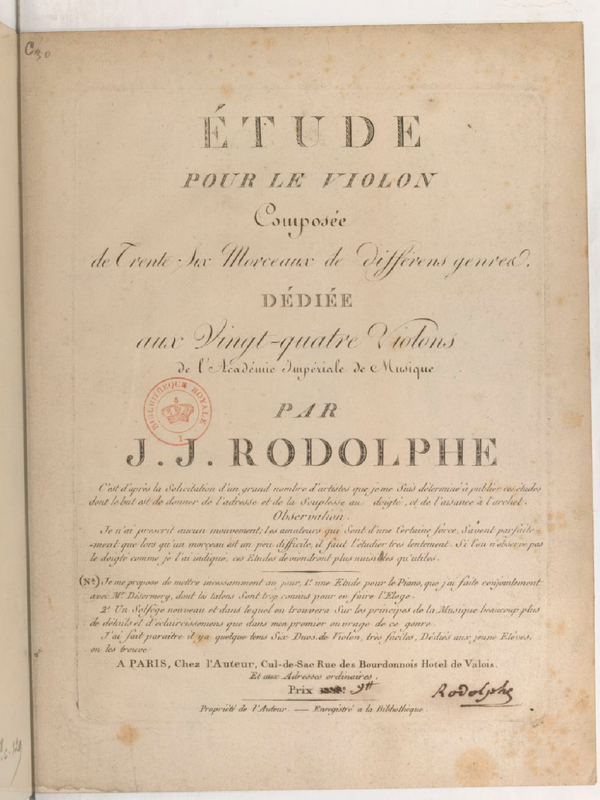 C30
ÉTUDE
POUR LE VIOLON
Composée
de Trente Six Morceaux de différens genres.
DÉDIÉE
aux Vingt-quatre Violons
de l'Académie Impériale de Musique
BIBLIOTHEQUE ROYALE
PAR
J. J. RODOLPHE
C'est d'après la Solicitation d'un grand nombre d'artistes que je me Suis déterminé à publier ces études
dont le but est de donner de l'adresse et de la Souplesse au doigté, et de l'aisance à l'archet.
Observation.
Je n'ai prescrit aucun mouvement; les amateurs qui Sont d'une Certaine force, Savent parfaite-
-ment que lors qu'un morceau est un peu difficile, il faut l'étudier très lentement. Si l'on n'observe pas
le doigté comme je l'ai indiqué, ces Etudes deviendront plus nuisibles qu'utiles.
(Na) Je me propose de mettre incessamment au jour, 1º. une Etude pour le Piano, que j'ai faite conjointement
avec Mr. Disernery, dont les talens Sont trop connus pour en faire l'Eloge.
2º. Un Solfège nouveau et dans lequel on trouvera Sur les principes de la Musique beaucoup plus
de détails et d'éclaircissemens que dans mon premier ouvrage de ce genre.
J'ai fait paraître il ya quelque tems Six Duos de Violon, très faciles, Dédiés aux jeune Elèves,
on les trouve
A PARIS, Chez l'Auteur, Cul-de-Sac Rue des Bourdonnois Hotel de Valois.
Et aux Adresses ordinaires.
Prix 9tt
Rodolphe
Propriété de l'Auteur. — Enregistré a la Bibliothèque.